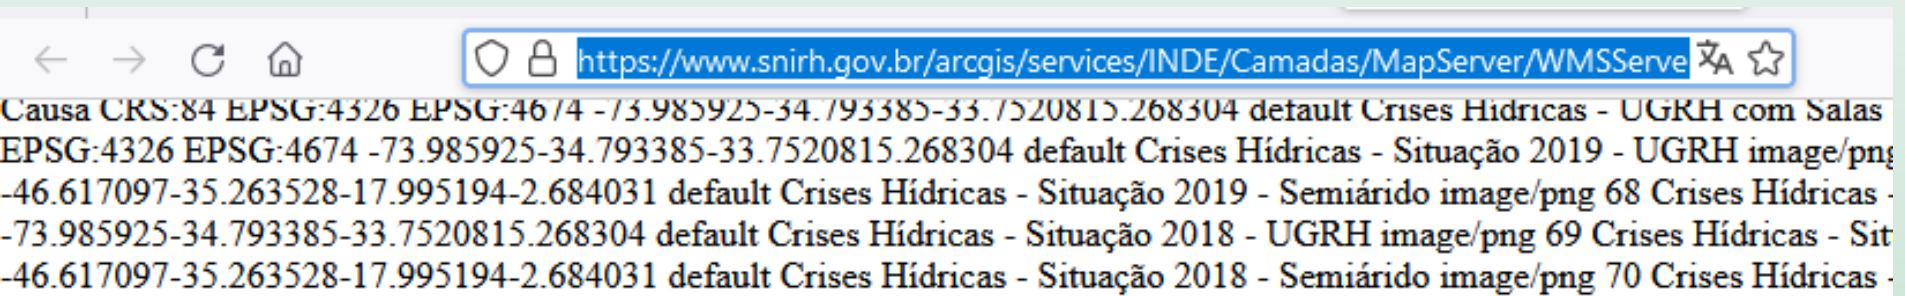 https://www.snirh.gov.br/arcgis/services/INDE/Camadas/MapServer/WMSServe
Causa CRS:84 EPSG:4326 EPSG:4674 -73.985925-34.793385-33.7520815.268304 default Crises Hídricas - UGRH com Salas
EPSG:4326 EPSG:4674 -73.985925-34.793385-33.7520815.268304 default Crises Hídricas - Situação 2019 - UGRH image/png
-46.617097-35.263528-17.995194-2.684031 default Crises Hídricas - Situação 2019 - Semiárido image/png 68 Crises Hídricas -
-73.985925-34.793385-33.7520815.268304 default Crises Hídricas - Situação 2018 - UGRH image/png 69 Crises Hídricas - Sit
-46.617097-35.263528-17.995194-2.684031 default Crises Hídricas - Situação 2018 - Semiárido image/png 70 Crises Hídricas -